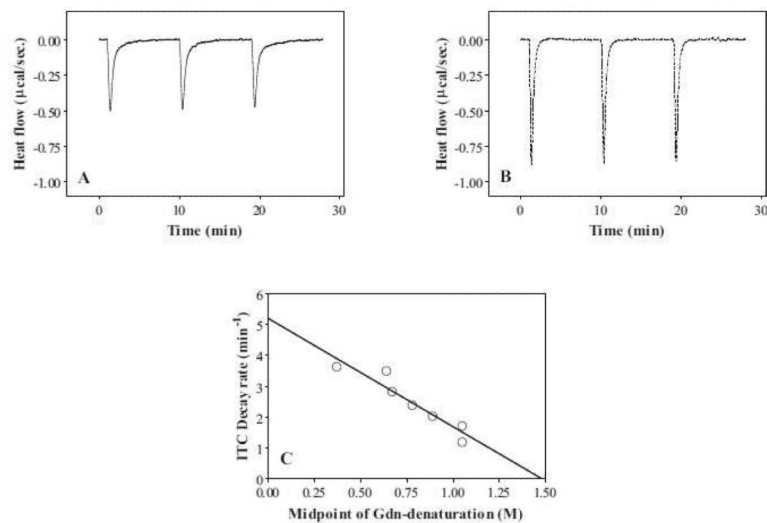 0.00
-0.25
-0.50
-0.75
-1.00
Heat flow (μcal/sec.)
A
0 10 20 30
Time (min)
0.00
-0.25
-0.50
-0.75
-1.00
Heat flow (μcal/sec.)
B
0 10 20 30
Time (min)
6
5
4
3
2
1
0
ITC Decay rate (min⁻¹)
C
0.00 0.25 0.50 0.75 1.00 1.25 1.50
Midpoint of Gdn-denaturation (M)